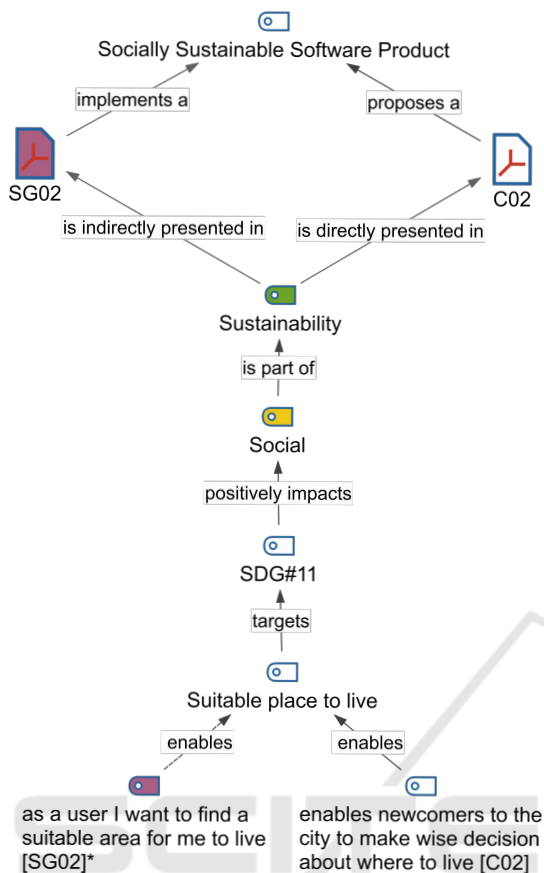 Socially Sustainable Software Product
implements a
proposes a
SG02
C02
is indirectly presented in
is directly presented in
Sustainability
is part of
Social
positively impacts
SDG#11
targets
Suitable place to live
enables
enables
as a user I want to find a
suitable area for me to live
[SG02]*
enables newcomers to the
city to make wise decision
about where to live [C02]
SCITE